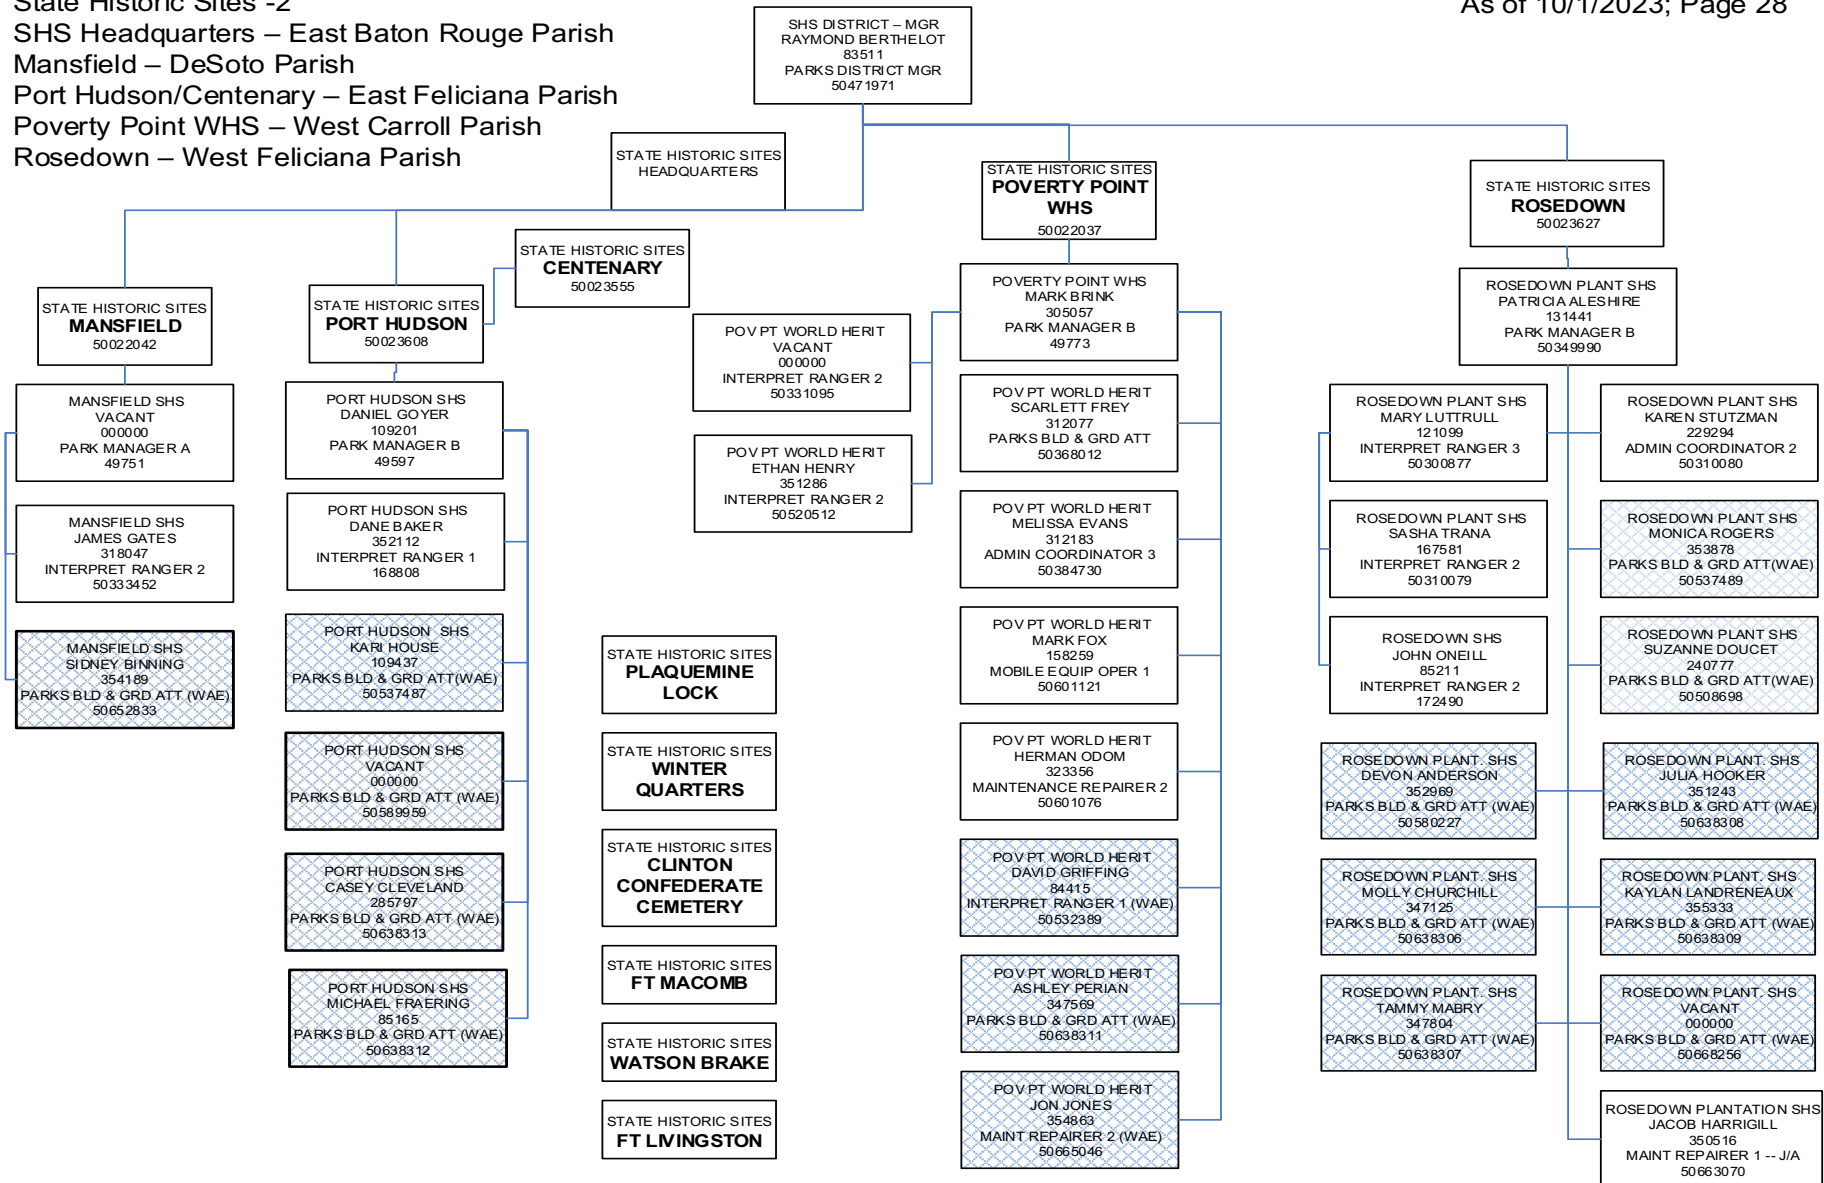 State Historic Sites -2
SHS Headquarters – East Baton Rouge Parish
Mansfield – DeSoto Parish
Port Hudson/Centenary – East Feliciana Parish
Poverty Point WHS – West Carroll Parish
Rosedown – West Feliciana Parish
As of 10/1/2023; Page 28
SHS DISTRICT – MGR
RAYMOND BERTHELOT
83511
PARKS DISTRICT MGR
50471971
STATE HISTORIC SITES
HEADQUARTERS
STATE HISTORIC SITES
MANSFIELD
50022042
MANSFIELD SHS
VACANT
000000
PARK MANAGER A
49751
MANSFIELD SHS
JAMES GATES
318047
INTERPRET RANGER 2
50333452
MANSFIELD SHS
SIDNEY BINNING
354189
PARKS BLD & GRD ATT (WAE)
50652833
STATE HISTORIC SITES
PORT HUDSON
50023608
STATE HISTORIC SITES
CENTENARY
50023555
PORT HUDSON SHS
DANIEL GOYER
109201
PARK MANAGER B
49597
PORT HUDSON SHS
DANE BAKER
352112
INTERPRET RANGER 1
168808
PORT HUDSON SHS
KARI HOUSE
109437
PARKS BLD & GRD ATT(WAE)
50537487
PORT HUDSON SHS
VACANT
000000
PARKS BLD & GRD ATT (WAE)
50589959
PORT HUDSON SHS
CASEY CLEVELAND
285797
PARKS BLD & GRD ATT (WAE)
50638313
PORT HUDSON SHS
MICHAEL FRAERING
85165
PARKS BLD & GRD ATT (WAE)
50638312
STATE HISTORIC SITES
PLAQUEMINE
LOCK
STATE HISTORIC SITES
WINTER
QUARTERS
STATE HISTORIC SITES
CLINTON
CONFEDERATE
CEMETERY
STATE HISTORIC SITES
FT MACOMB
STATE HISTORIC SITES
WATSON BRAKE
STATE HISTORIC SITES
FT LIVINGSTON
STATE HISTORIC SITES
POVERTY POINT
WHS
50022037
POVERTY POINT WHS
MARK BRINK
305057
PARK MANAGER B
49773
POV PT WORLD HERIT
VACANT
000000
INTERPRET RANGER 2
50331095
POV PT WORLD HERIT
ETHAN HENRY
351286
INTERPRET RANGER 2
50520512
POV PT WORLD HERIT
SCARLETT FREY
312077
PARKS BLD & GRD ATT
50368012
POV PT WORLD HERIT
MELISSA EVANS
312183
ADMIN COORDINATOR 3
50384730
POV PT WORLD HERIT
MARK FOX
158259
MOBILE EQUIP OPER 1
50601121
POV PT WORLD HERIT
HERMAN ODOM
323356
MAINTENANCE REPAIRER 2
50601076
POV PT WORLD HERIT
DAVID GRIFFING
84415
INTERPRET RANGER 1 (WAE)
50532389
POV PT WORLD HERIT
ASHLEY PERIAN
347569
PARKS BLD & GRD ATT (WAE)
50638311
POV PT WORLD HERIT
JON JONES
354863
MAINT REPAIRER 2 (WAE)
50665046
STATE HISTORIC SITES
ROSEDOWN
50023627
ROSEDOWN PLANT SHS
PATRICIA ALESHIRE
131441
PARK MANAGER B
50349990
ROSEDOWN PLANT SHS
MARY LUTTRULL
121099
INTERPRET RANGER 3
50300877
ROSEDOWN PLANT SHS
KAREN STUTZMAN
229294
ADMIN COORDINATOR 2
50310080
ROSEDOWN PLANT SHS
SASHA TRANA
167581
INTERPRET RANGER 2
50310079
ROSEDOWN PLANT SHS
MONICA ROGERS
353878
PARKS BLD & GRD ATT(WAE)
50537489
ROSEDOWN SHS
JOHN ONEILL
85211
INTERPRET RANGER 2
172490
ROSEDOWN PLANT SHS
SUZANNE DOUCET
240777
PARKS BLD & GRD ATT(WAE)
50508698
ROSEDOWN PLANT. SHS
DEVON ANDERSON
352969
PARKS BLD & GRD ATT (WAE)
50580227
ROSEDOWN PLANT. SHS
JULIA HOOKER
351243
PARKS BLD & GRD ATT (WAE)
50638308
ROSEDOWN PLANT. SHS
MOLLY CHURCHILL
347125
PARKS BLD & GRD ATT (WAE)
50638306
ROSEDOWN PLANT. SHS
KAYLAN LANDRENEAUX
355333
PARKS BLD & GRD ATT (WAE)
50638309
ROSEDOWN PLANT. SHS
TAMMY MABRY
347804
PARKS BLD & GRD ATT (WAE)
50638307
ROSEDOWN PLANT. SHS
VACANT
000000
PARKS BLD & GRD ATT (WAE)
50668256
ROSEDOWN PLANTATION SHS
JACOB HARRIGILL
350516
MAINT REPAIRER 1 -- J/A
50663070